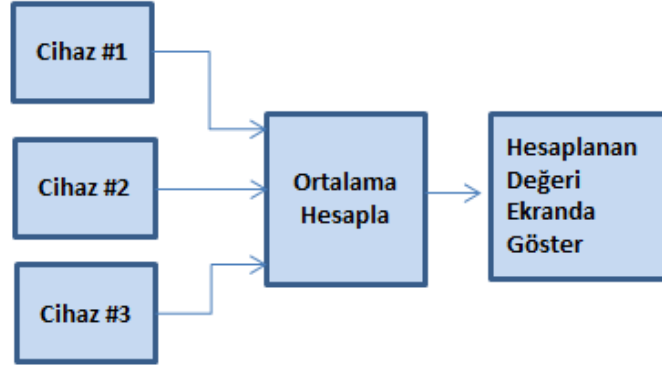 Cihaz #1
Cihaz #2
Cihaz #3
Ortalama
Hesapla
Hesaplanan
Değeri
Ekranda
Göster